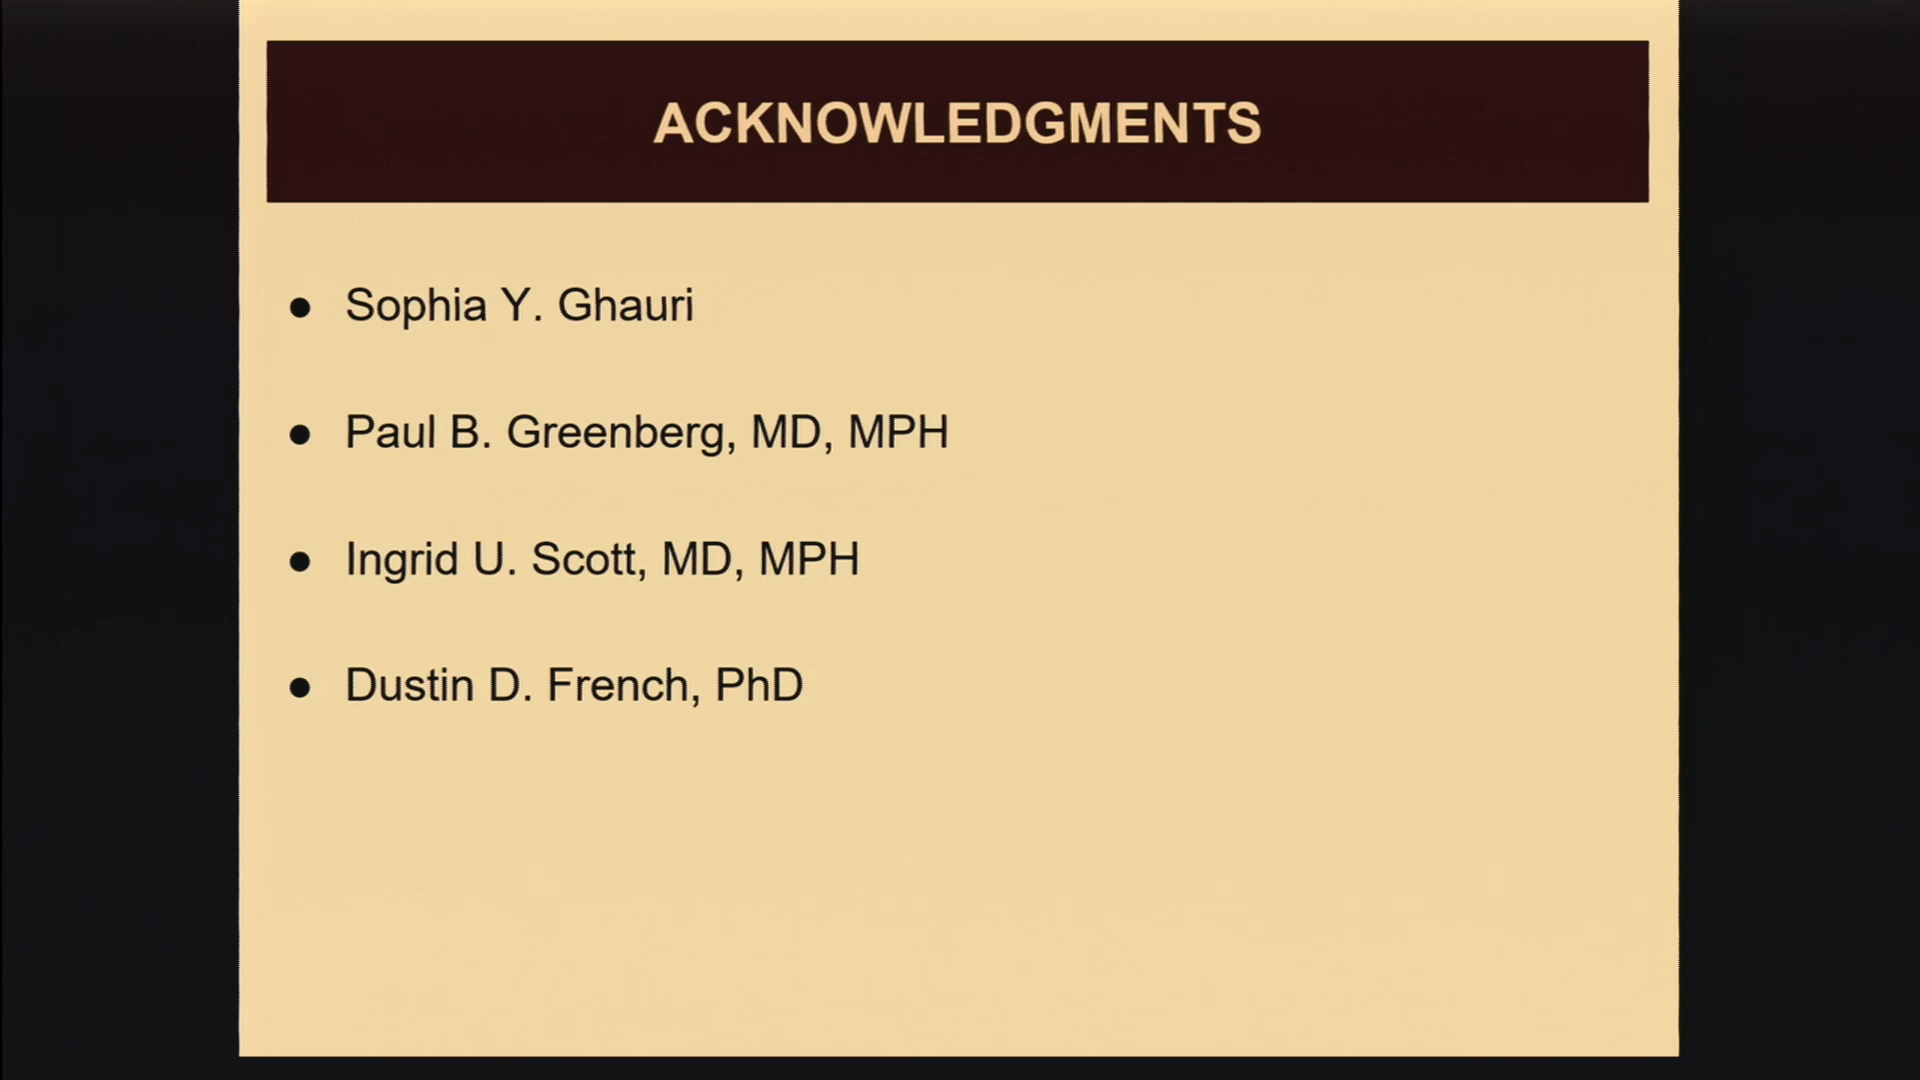 ACKNOWLEDGMENTS
● Sophia Y. Ghauri
● Paul B. Greenberg, MD, MPH
● Ingrid U. Scott, MD, MPH
● Dustin D. French, PhD